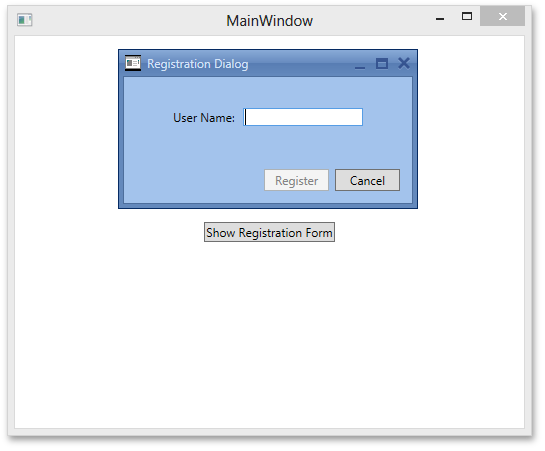 MainWindow
Registration Dialog
User Name:
Register Cancel
Show Registration Form